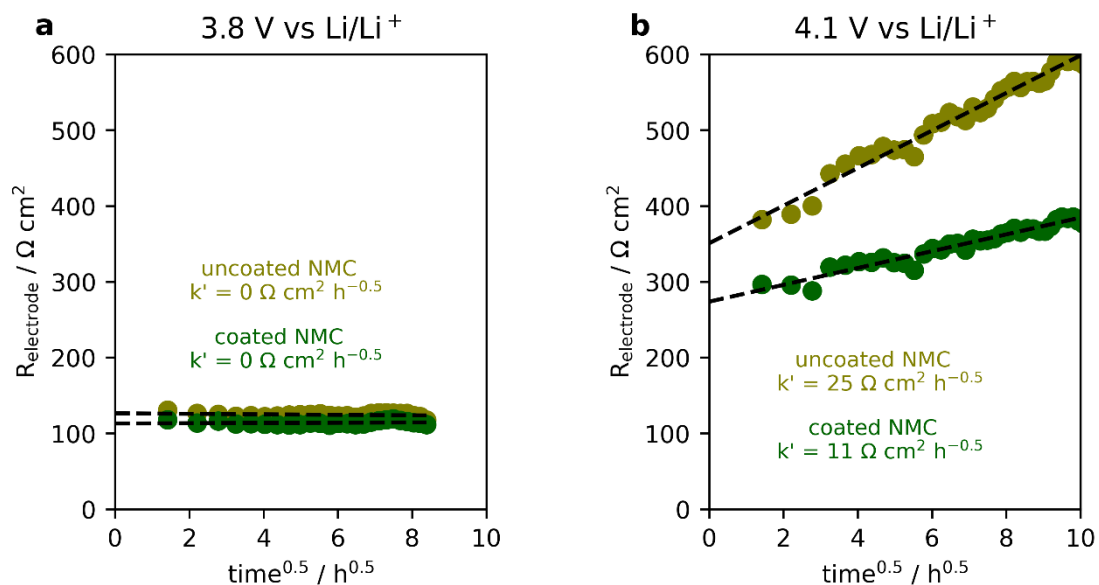 a
3.8 V vs Li/Li⁺
R_electrode / Ω cm²
600
500
400
300
200
100
0
uncoated NMC
k' = 0 Ω cm² h⁻⁰·⁵
coated NMC
k' = 0 Ω cm² h⁻⁰·⁵
0 2 4 6 8 10
time⁰·⁵ / h⁰·⁵
b
4.1 V vs Li/Li⁺
R_electrode / Ω cm²
600
500
400
300
200
100
0
uncoated NMC
k' = 25 Ω cm² h⁻⁰·⁵
coated NMC
k' = 11 Ω cm² h⁻⁰·⁵
0 2 4 6 8 10
time⁰·⁵ / h⁰·⁵